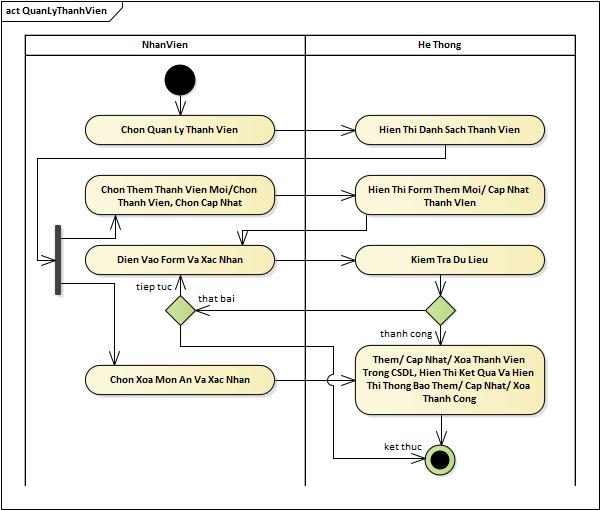 act QuanLyThanhVien
NhanVien
He Thong
Chon Quan Ly Thanh Vien
Hien Thi Danh Sach Thanh Vien
Chon Them Thanh Vien Moi/Chon
Thanh Vien, Chon Cap Nhat
Hien Thi Form Them Moi/ Cap Nhat
Thanh VIen
Dien Vao Form Va Xac Nhan
Kiem Tra Du Lieu
tiep tuc
that bai
thanh cong
Chon Xoa Mon An Va Xac Nhan
Them/ Cap Nhat/ Xoa Thanh Vien
Trong CSDL, Hien Thi Ket Qua Va Hien
Thi Thong Bao Them/ Cap Nhat/ Xoa
Thanh Cong
ket thuc